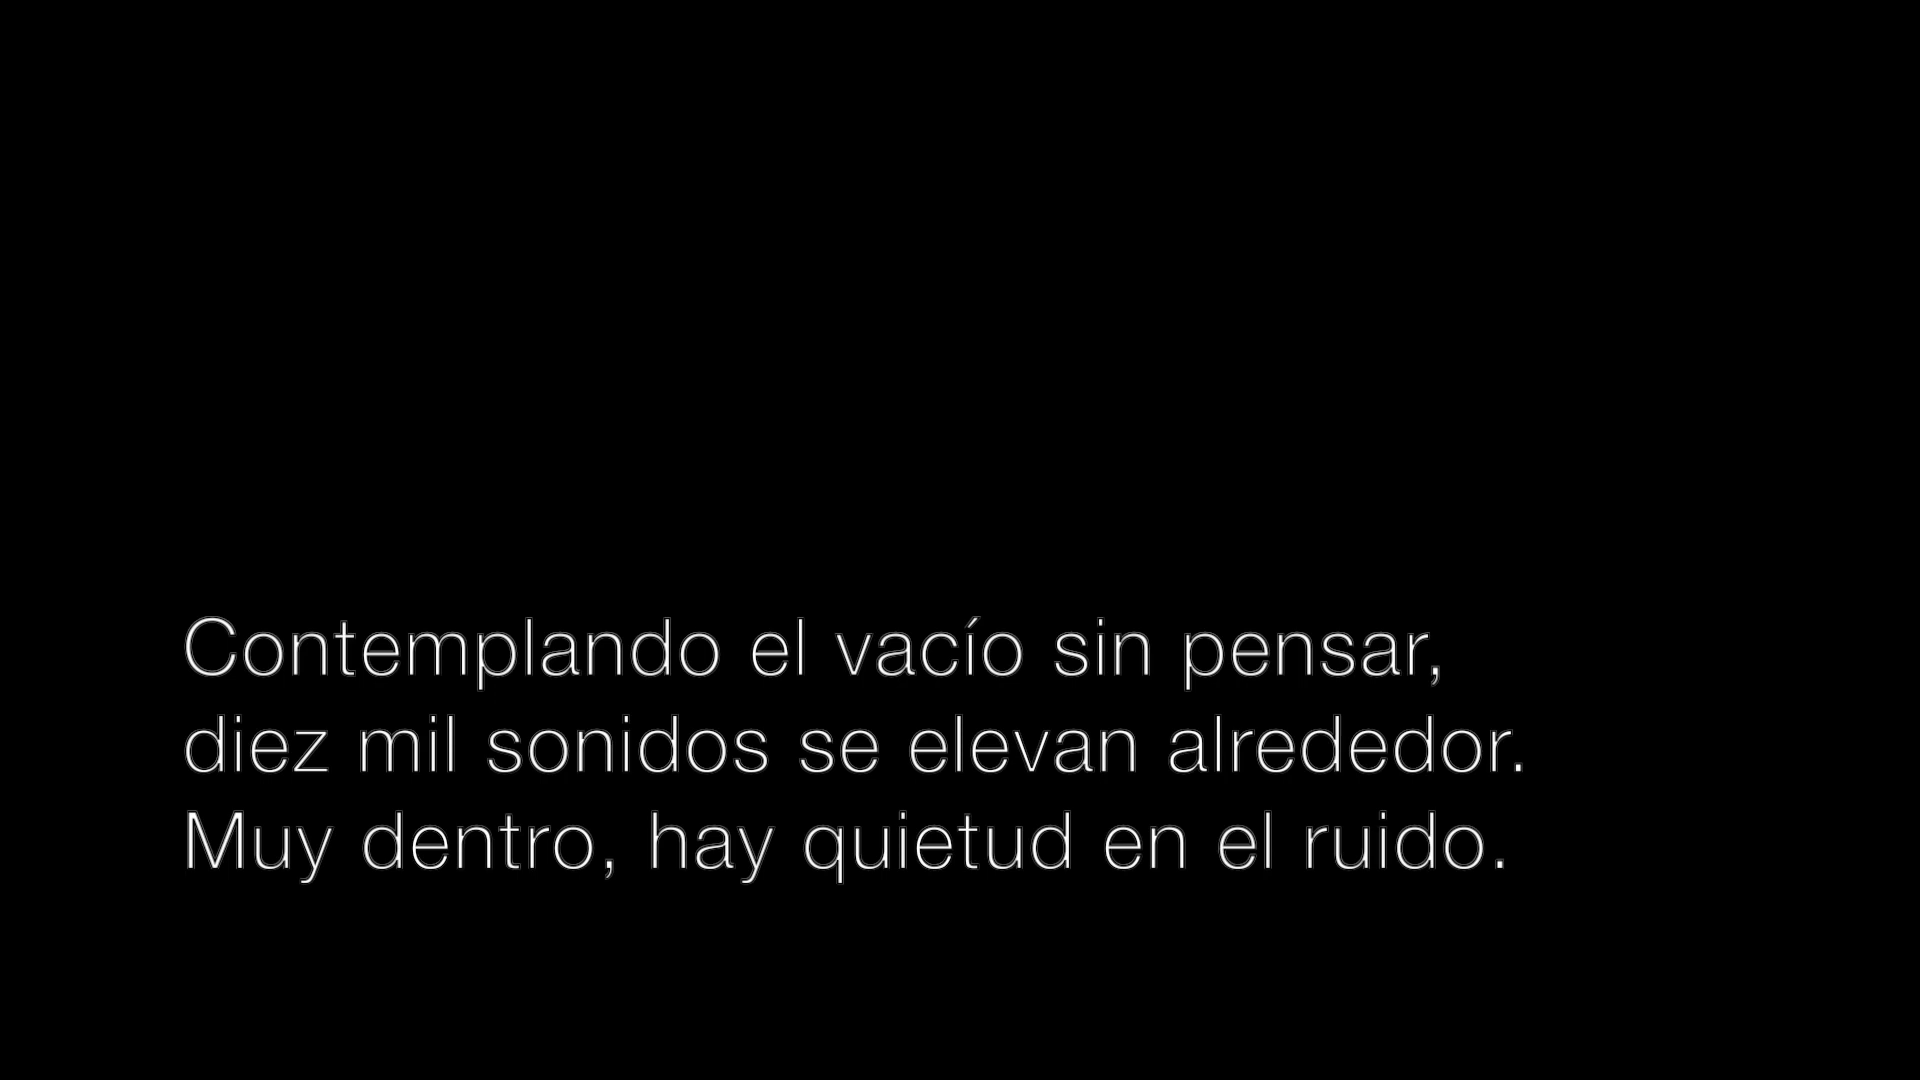 Contemplando el vacío sin pensar,
diez mil sonidos se elevan alrededor.
Muy dentro, hay quietud en el ruido.